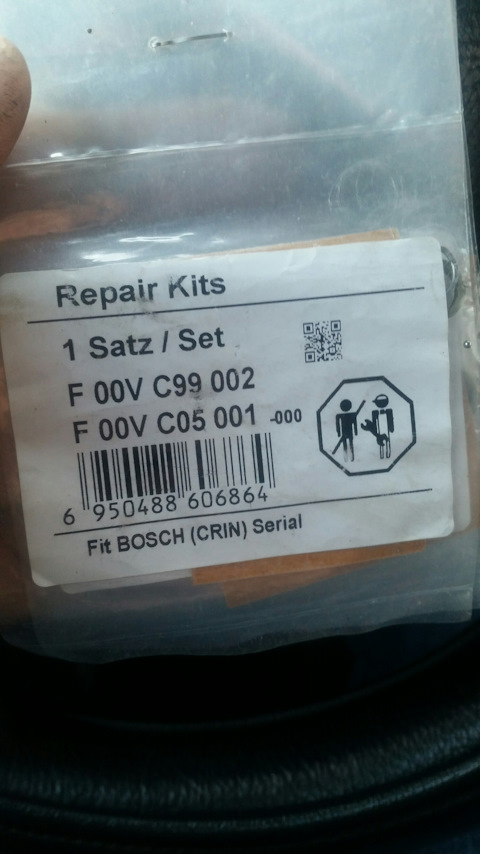 Repair Kits
1 Satz / Set
F 00V C99 002
F 00V C05 001 -000
6 950488 606864
Fit BOSCH (CRIN) Serial